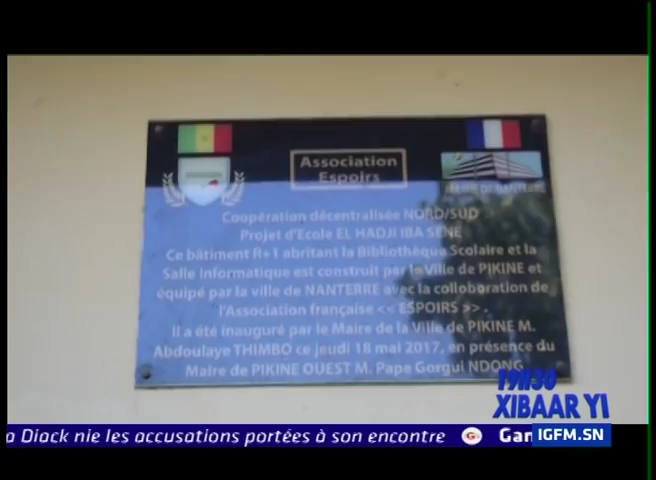 Association
Espoirs
MAIRIE DE NANTERRE
Coopération décentralisée NORD/SUD
Projet d'Ecole EL HADJI IBA SENE
Ce bâtiment R+1 abritant la Bibliothèque Scolaire et la
Salle Informatique est construit par la Ville de PIKINE et
équipé par la ville de NANTERRE avec la colloboration de
l'Association française << ESPOIRS >> .
Il a été inauguré par le Maire de la Ville de PIKINE M.
Abdoulaye THIMBO ce jeudi 18 mai 2017, en présence du
Maire de PIKINE OUEST M. Papa Gorgui NDONG
19H30
XIBAAR YI
a Diack nie les accusations portées à son encontre
IGFM.SN